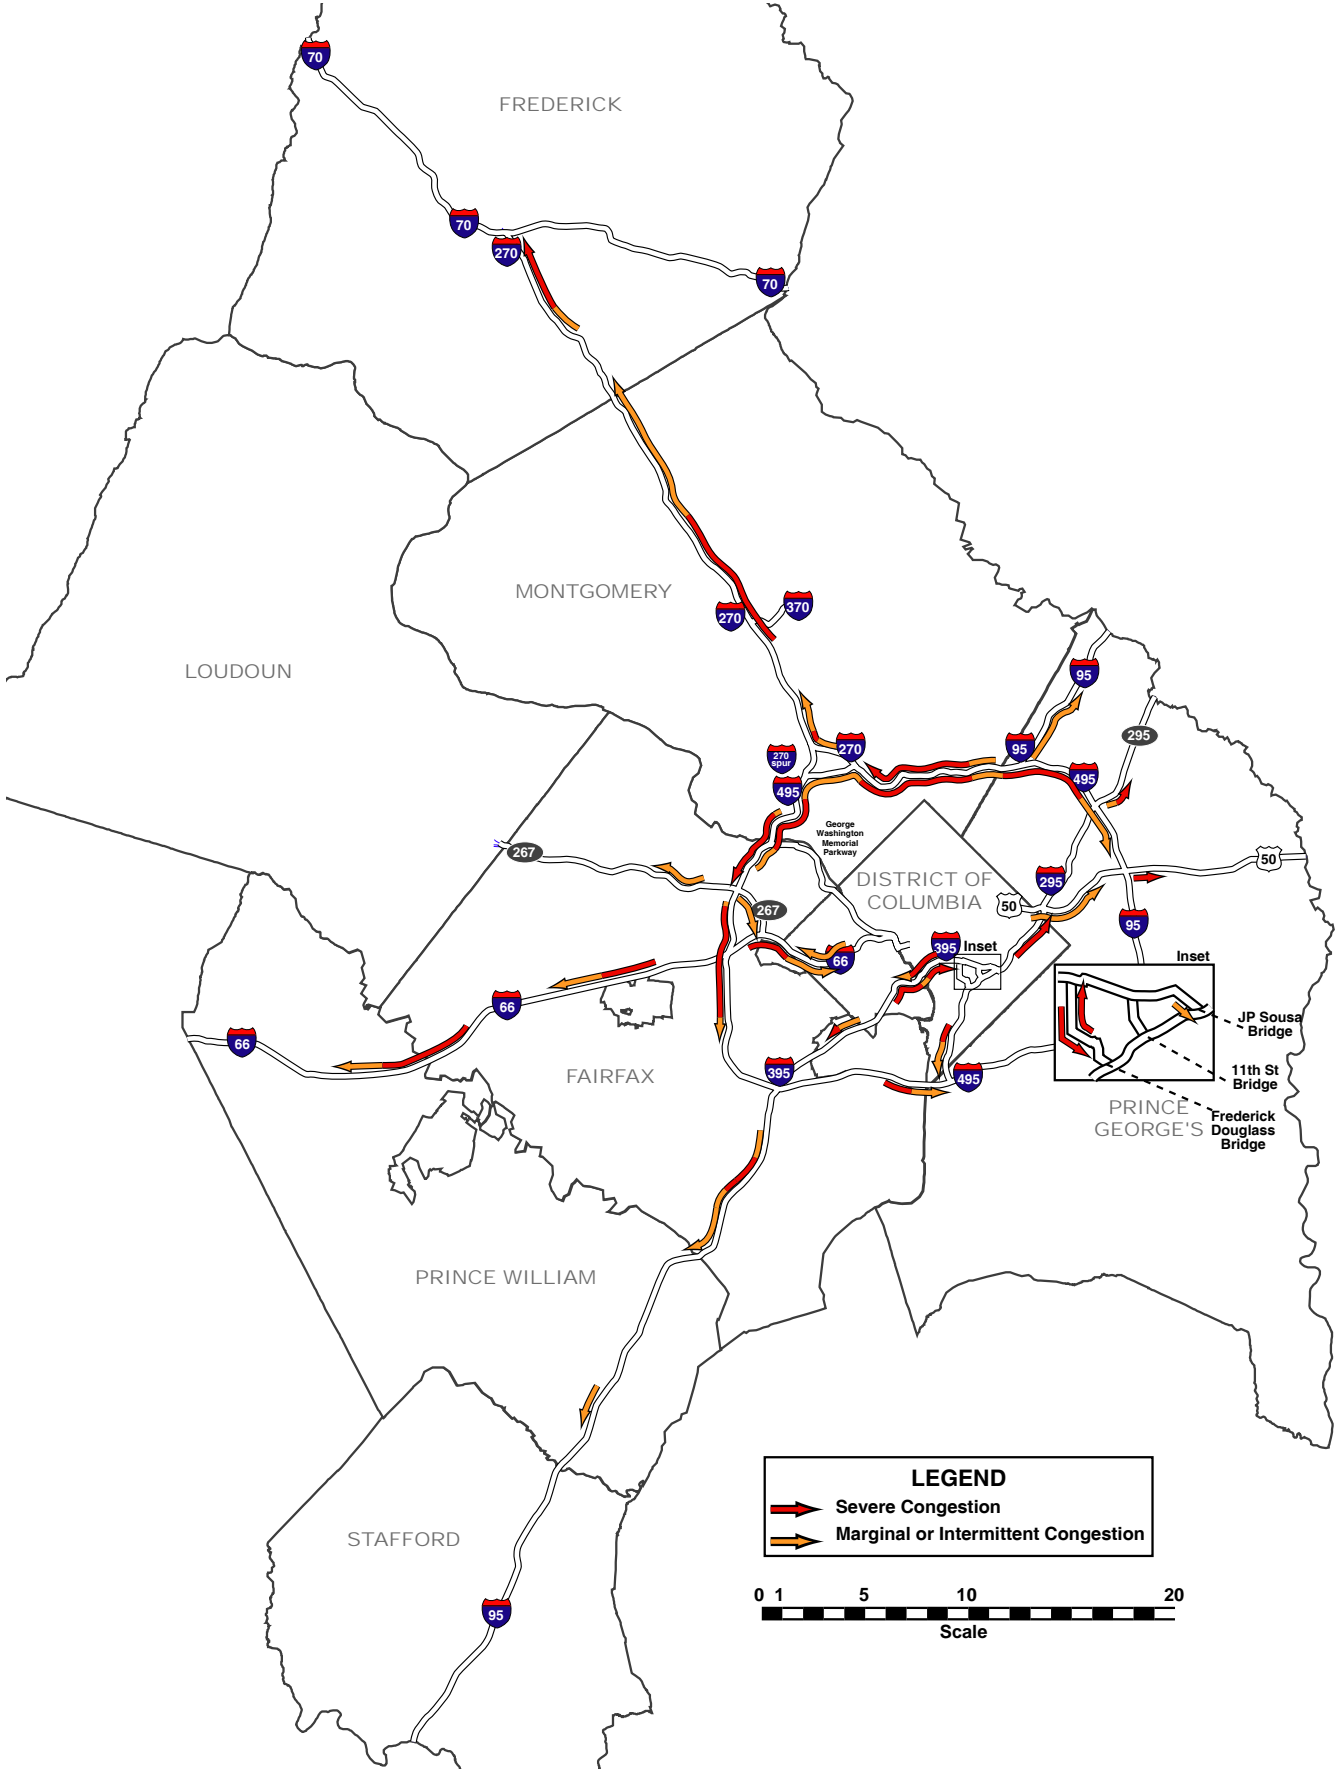 70
FREDERICK
70
270
70
MONTGOMERY
370
270
LOUDOUN
95
295
270
95
270
spur
495
495
George
Washington
Memorial
Parkway
267
50
DISTRICT OF
COLUMBIA
295
50
267
95
395
Inset
66
Inset
66
JP Sousa
Bridge
66
FAIRFAX
395
495
11th St
Bridge
PRINCE
GEORGE'S
Frederick
Douglass
Bridge
PRINCE WILLIAM
LEGEND
Severe Congestion
Marginal or Intermittent Congestion
STAFFORD
0 1 5 10 20
Scale
95